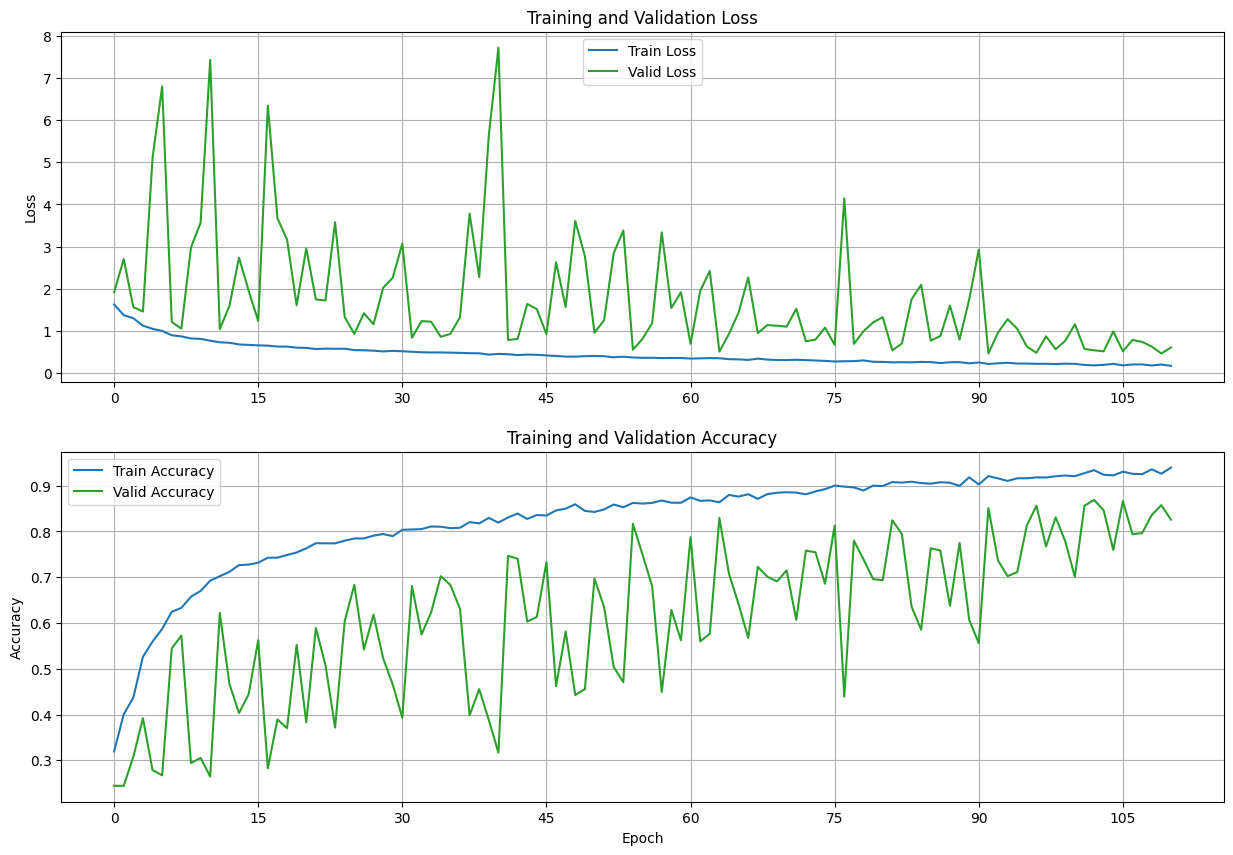 Training and Validation Loss
Train Loss
Valid Loss
8
7
6
5
4
3
2
1
0
Loss
0 15 30 45 60 75 90 105
Training and Validation Accuracy
Train Accuracy
Valid Accuracy
0.9
0.8
0.7
0.6
0.5
0.4
0.3
Accuracy
0 15 30 45 60 75 90 105
Epoch